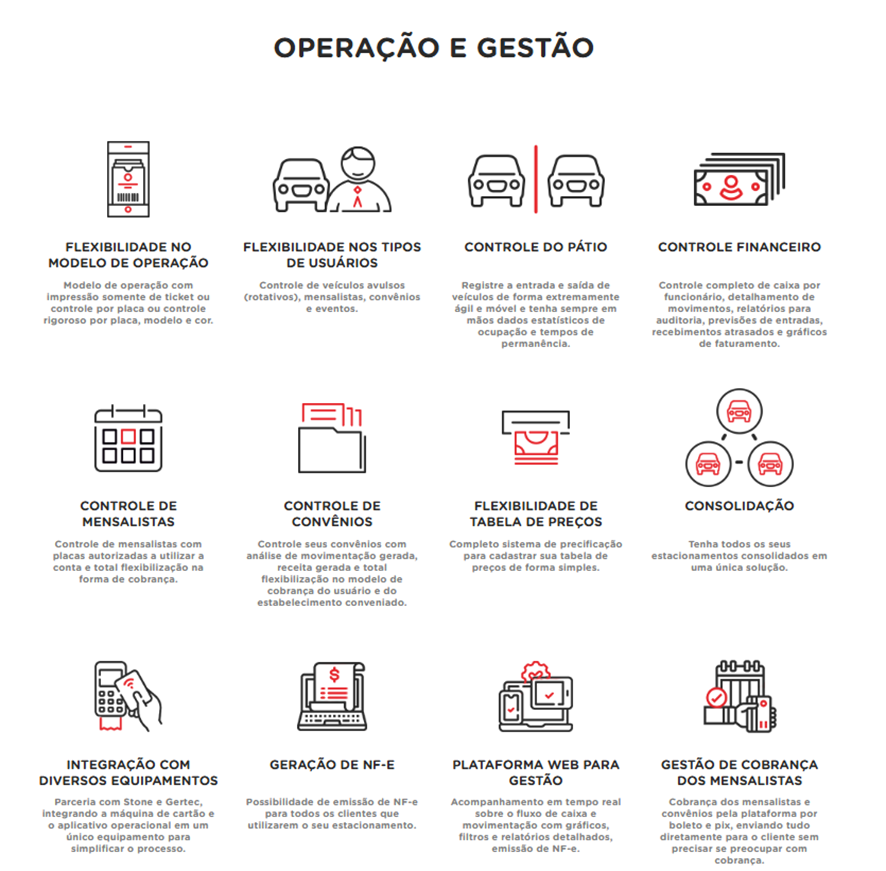 OPERAÇÃO E GESTÃO
FLEXIBILIDADE NO
MODELO DE OPERAÇÃO
Modelo de operação com
impressão somente de ticket ou
controle por placa ou controle
rigoroso por placa, modelo e cor.
FLEXIBILIDADE NOS TIPOS
DE USUÁRIOS
Controle de veículos avulsos
(rotativos), mensalistas, convênios
e eventos.
CONTROLE DO PÁTIO
Registre a entrada e saída de
veículos de forma extremamente
ágil e móvel e tenha sempre em
mãos dados estatísticos de
ocupação e tempos de
permanência.
CONTROLE FINANCEIRO
Controle completo de caixa por
funcionário, detalhamento de
movimentos, relatórios para
auditoria, previsões de entradas,
recebimentos atrasados e gráficos
de faturamento.
CONTROLE DE
MENSALISTAS
Controle de mensalistas com
placas autorizadas a utilizar a
conta e total flexibilização na
forma de cobrança.
CONTROLE DE
CONVÊNIOS
Controle seus convênios com
análise de movimentação gerada,
receita gerada e total
flexibilização no modelo de
cobrança do usuário e do
estabelecimento conveniado.
FLEXIBILIDADE DE
TABELA DE PREÇOS
Completo sistema de precificação
para cadastrar sua tabela de
preços de forma simples.
CONSOLIDAÇÃO
Tenha todos os seus
estacionamentos consolidados em
uma única solução.
INTEGRAÇÃO COM
DIVERSOS EQUIPAMENTOS
Parceria com Stone e Gertec,
integrando a máquina de cartão e
o aplicativo operacional em um
único equipamento para
simplificar o processo.
$
GERAÇÃO DE NF-E
Possibilidade de emissão de NF-e
para todos os clientes que
utilizarem o seu estacionamento.
PLATAFORMA WEB PARA
GESTÃO
Acompanhamento em tempo real
sobre o fluxo de caixa e
movimentação com gráficos,
filtros e relatórios detalhados,
emissão de NF-e.
GESTÃO DE COBRANÇA
DOS MENSALISTAS
Cobrança dos mensalistas e
convênios pela plataforma por
boleto e pix, enviando tudo
diretamente para o cliente sem
precisar se preocupar com
cobrança.